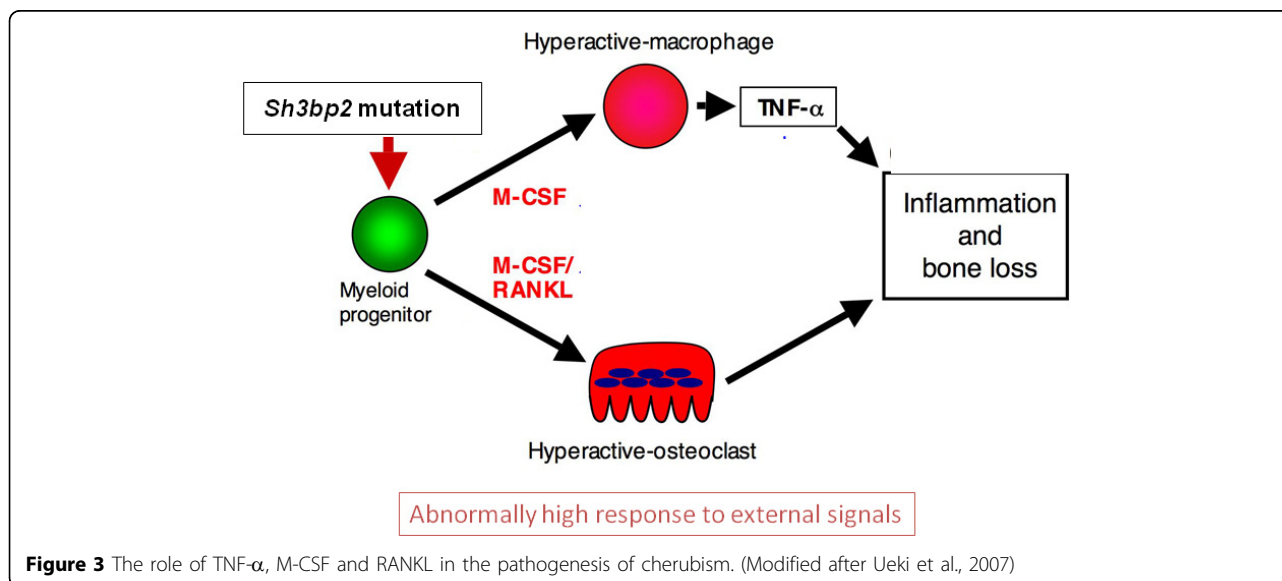 Hyperactive-macrophage
Sh3bp2 mutation
TNF-α
M-CSF
Inflammation
and
bone loss
M-CSF/
RANKL
Myeloid
progenitor
Hyperactive-osteoclast
Abnormally high response to external signals
Figure 3 The role of TNF-α, M-CSF and RANKL in the pathogenesis of cherubism. (Modified after Ueki et al., 2007)